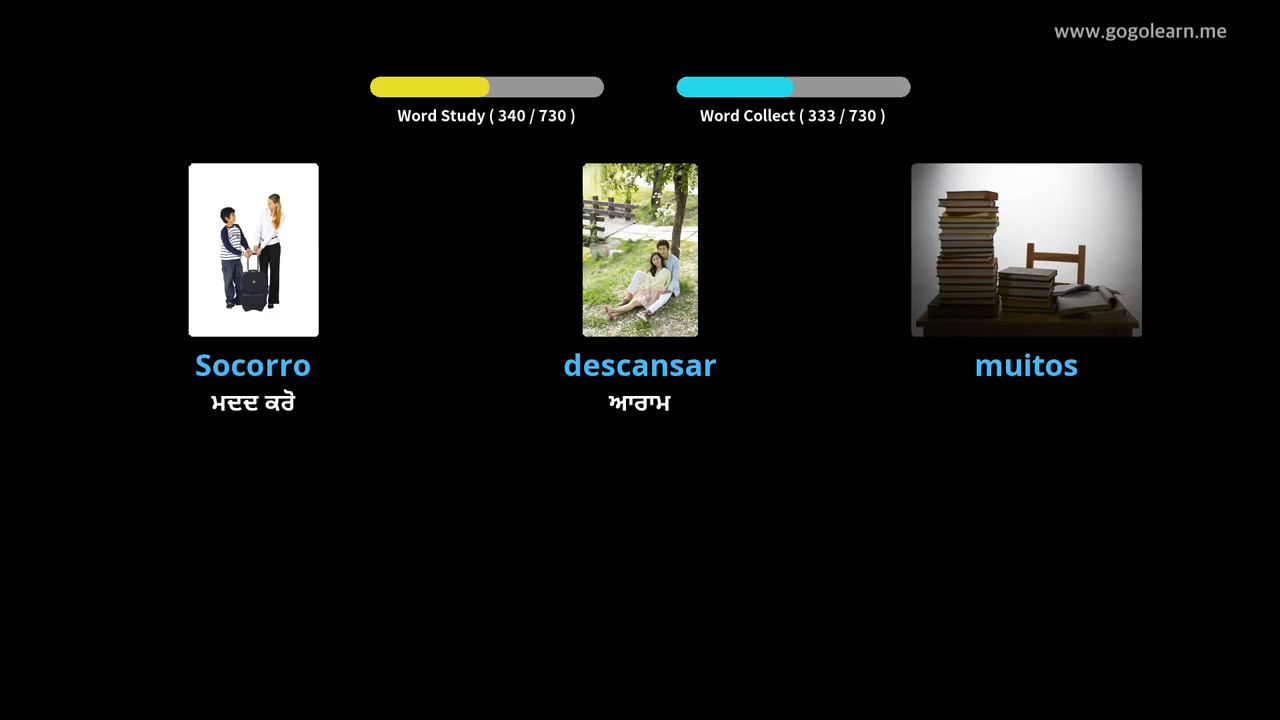 www.gogolearn.me
Word Study ( 340 / 730 )
Word Collect ( 333 / 730 )
Socorro
ਮਦਦ ਕਰੋ
descansar
ਆਰਾਮ
muitos